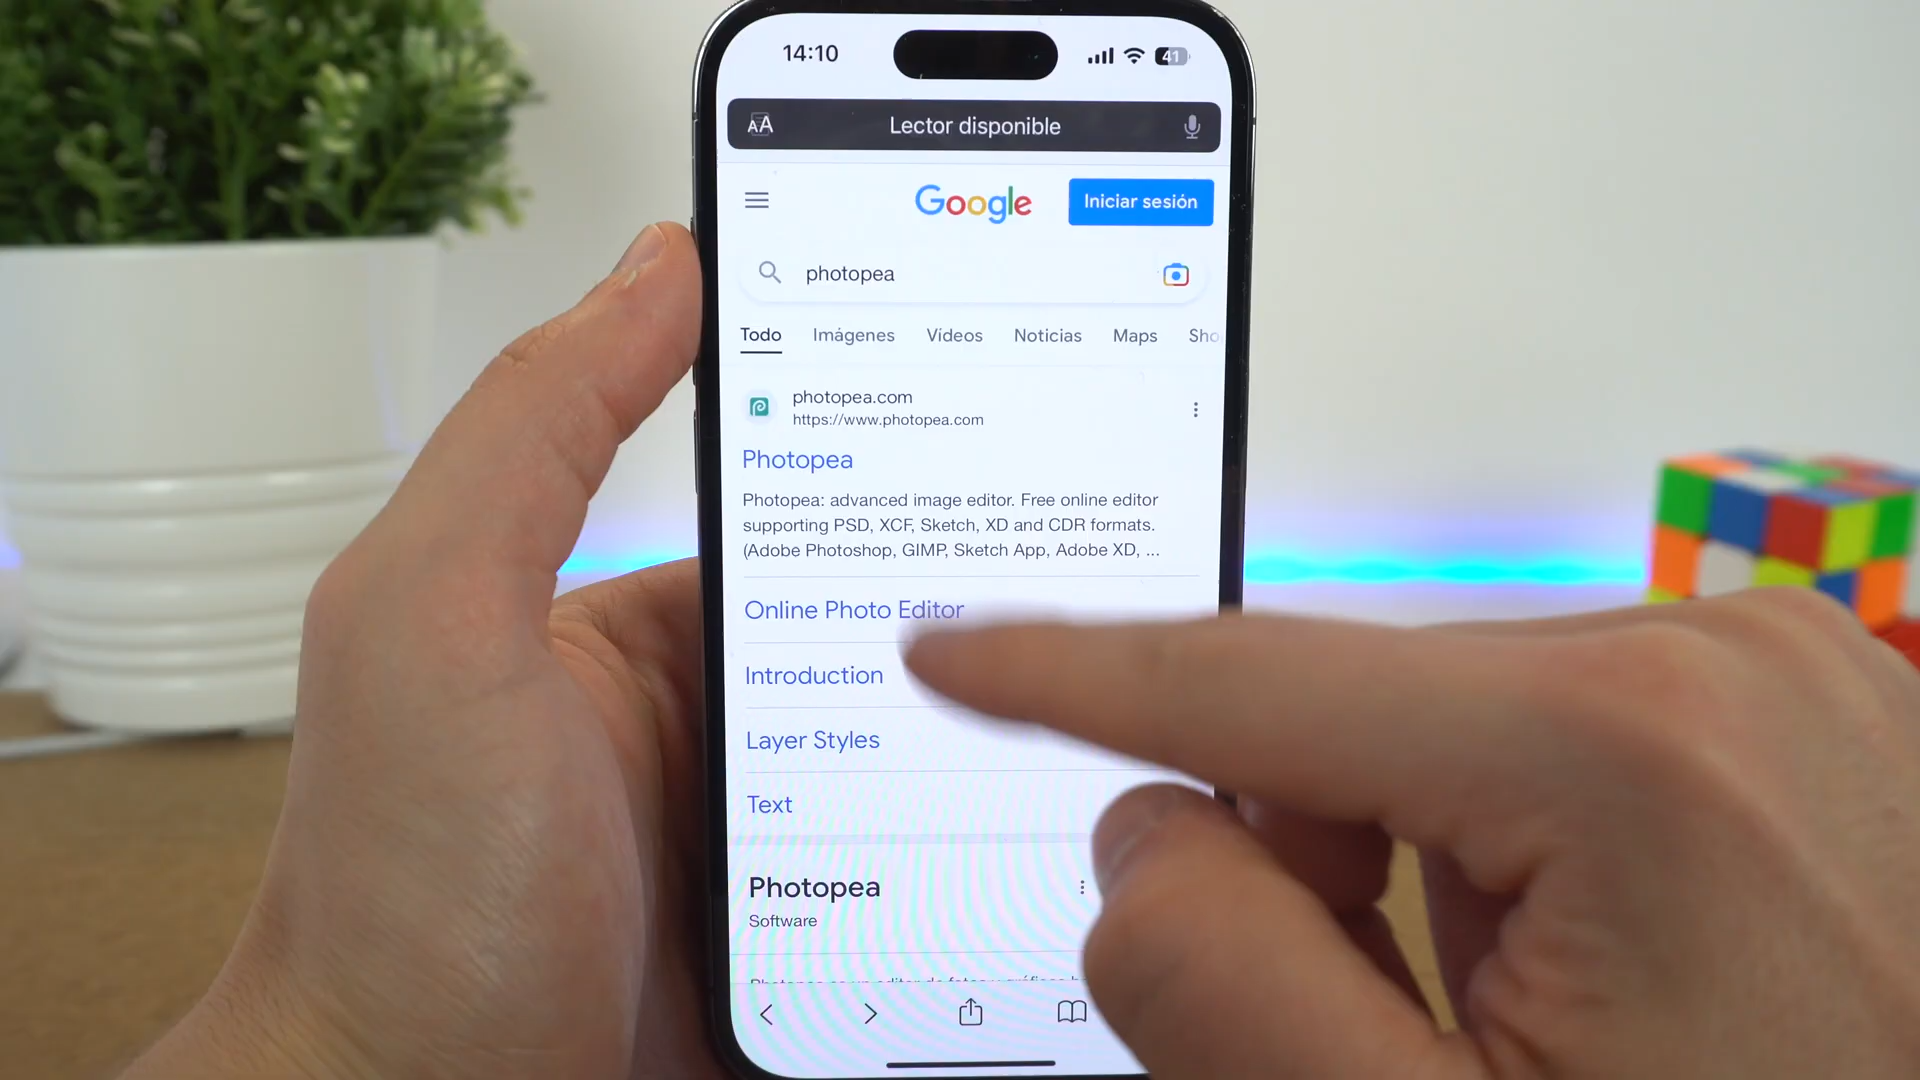 14:10
41
AA
Lector disponible
Google
Iniciar sesión
photopea
Todo Imágenes Vídeos Noticias Maps Sho
photopea.com
https://www.photopea.com
Photopea
Photopea: advanced image editor. Free online editor
supporting PSD, XCF, Sketch, XD and CDR formats.
(Adobe Photoshop, GIMP, Sketch App, Adobe XD, ...
Online Photo Editor
Introduction
Layer Styles
Text
Photopea
Software